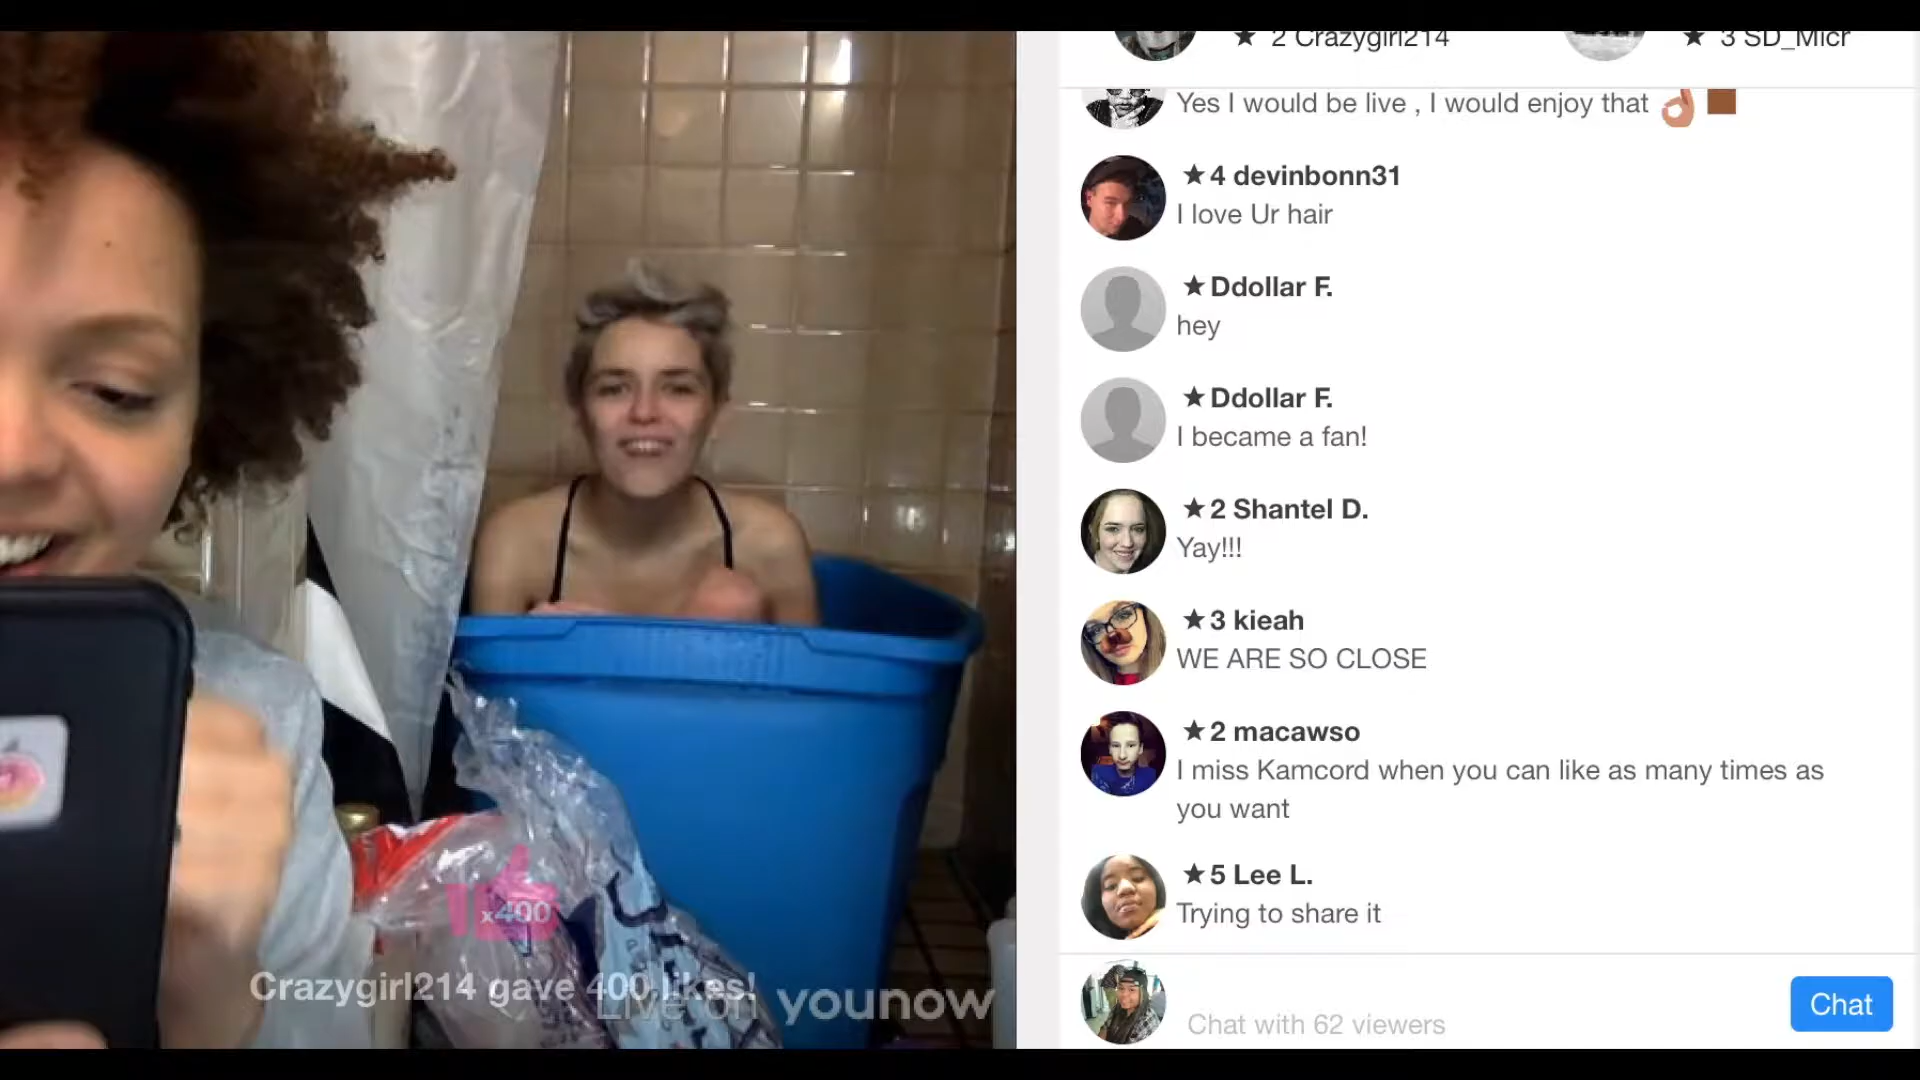 ★ 2 Crazygirl214
★ 3 SD_Micr
Yes I would be live , I would enjoy that
★4 devinbonn31
I love Ur hair
★ Ddollar F.
hey
★ Ddollar F.
I became a fan!
★2 Shantel D.
Yay!!!
★3 kieah
WE ARE SO CLOSE
★2 macawso
I miss Kamcord when you can like as many times as
you want
★5 Lee L.
Trying to share it
Chat with 62 viewers
Chat
x400
Crazygirl214 gave 400 likes!
Live on younow